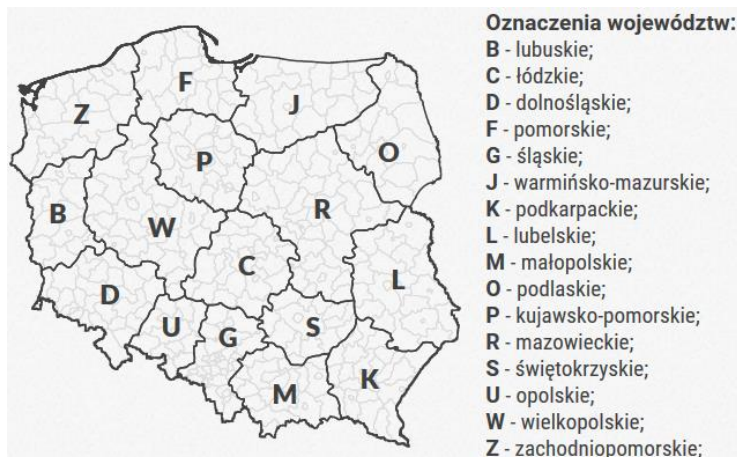 Z
F
J
O
P
B
W
R
C
L
D
U
G
S
M
K
Oznaczenia województw:
B - lubuskie;
C - łódzkie;
D - dolnośląskie;
F - pomorskie;
G - śląskie;
J - warmińsko-mazurskie;
K - podkarpackie;
L - lubelskie;
M - małopolskie;
O - podlaskie;
P - kujawsko-pomorskie;
R - mazowieckie;
S - świętokrzyskie;
U - opolskie;
W - wielkopolskie;
Z - zachodniopomorskie;